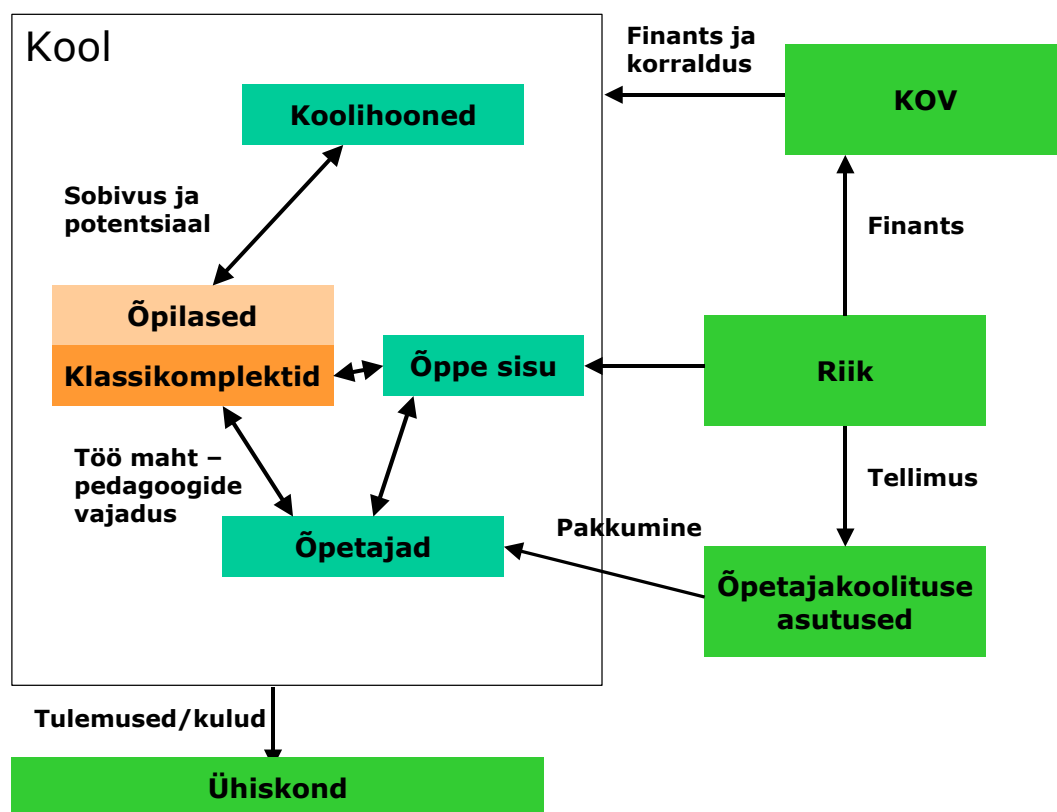 Kool
Finants ja
korraldus
KOV
Koolihooned
Sobivus ja
potentsiaal
Finants
Õpilased
Klassikomplektid
Õppe sisu
Riik
Töö maht –
pedagoogide
vajadus
Tellimus
Pakkumine
Õpetajad
Õpetajakoolituse
asutused
Tulemused/kulud
Ühiskond